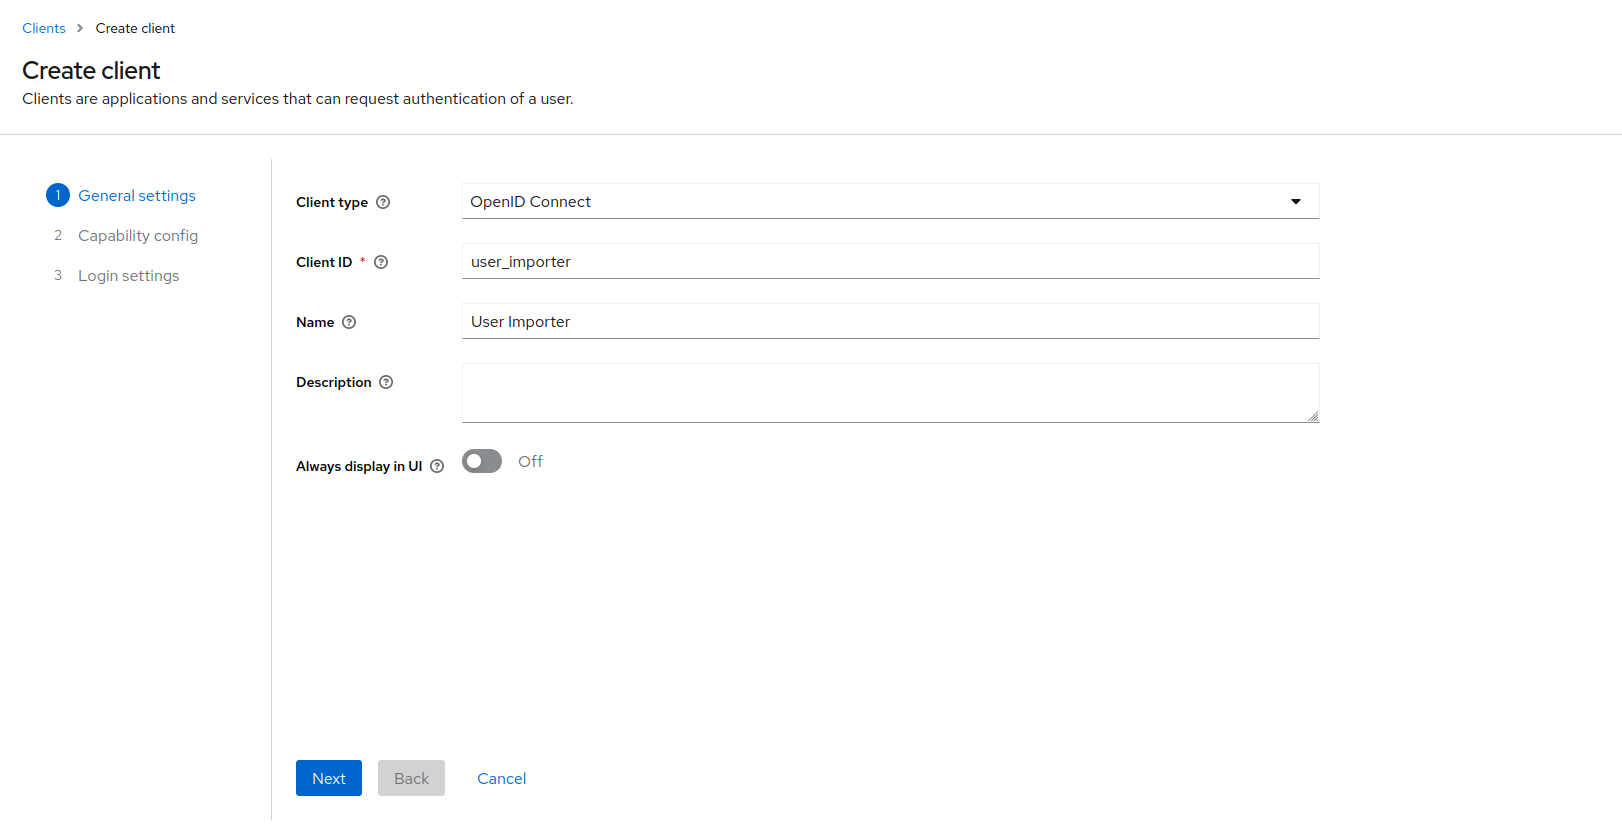 Clients > Create client
Create client
Clients are applications and services that can request authentication of a user.
1 General settings
2 Capability config
3 Login settings
Client type
OpenID Connect
Client ID *
user_importer
Name
User Importer
Description
Always display in UI
Off
Next
Back
Cancel